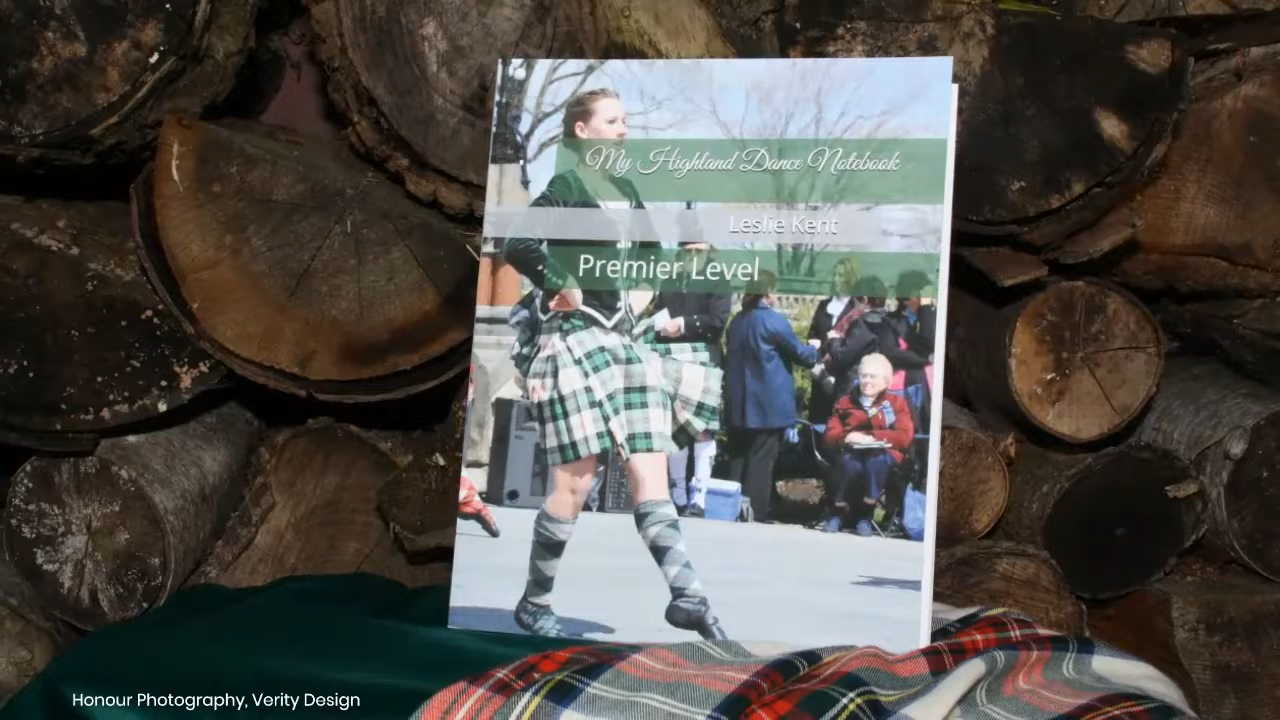 My Highland Dance Notebook
Leslie Kent
Premier Level
Honour Photography, Verity Design